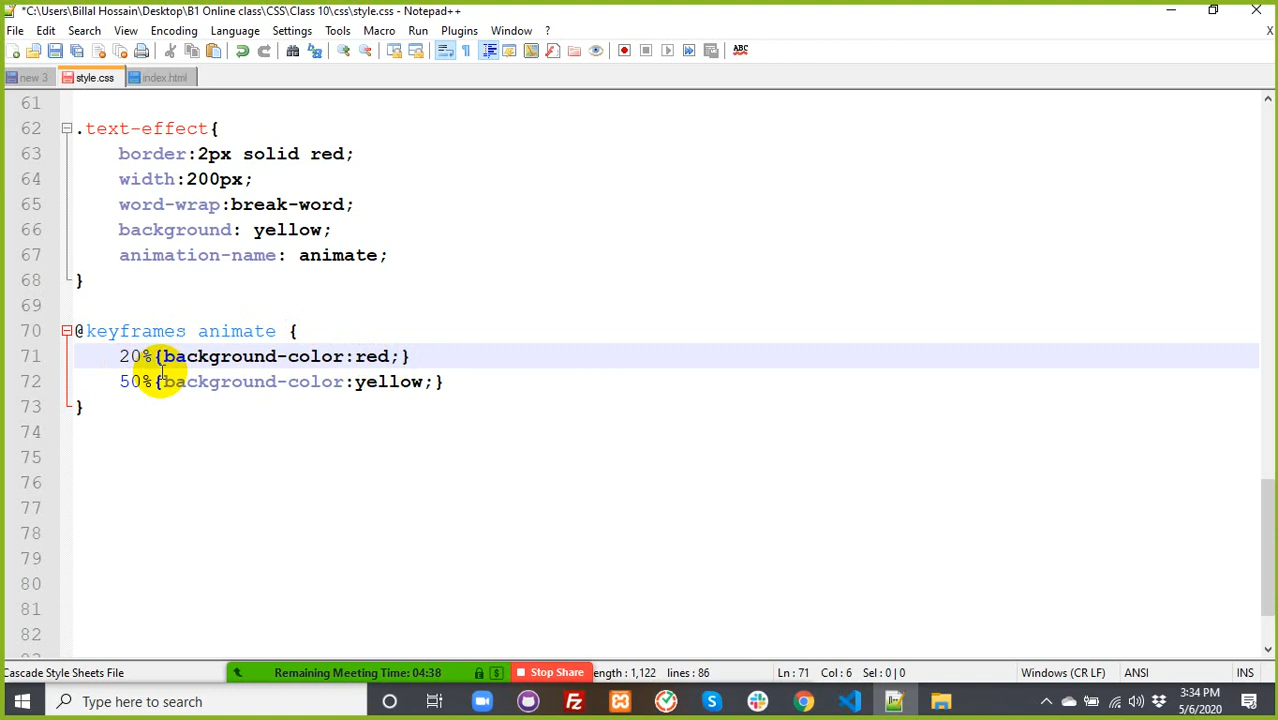 *C:\Users\Billal Hossain\Desktop\B1 Online class\CSS\Class 10\css\style.css - Notepad++
File Edit Search View Encoding Language Settings Tools Macro Run Plugins Window ? X
ABC
new 3 style.css index.html
61
62 .text-effect{
63 border:2px solid red;
64 width:200px;
65 word-wrap:break-word;
66 background: yellow;
67 animation-name: animate;
68 }
69
70 @keyframes animate {
71 20%{background-color:red;}
72 50%{background-color:yellow;}
73 }
74
75
76
77
78
79
80
81
82
Cascade Style Sheets File Remaining Meeting Time: 04:38 Stop Share ength : 1,122 lines : 86 Ln : 71 Col : 6 Sel : 0 | 0 Windows (CR LF) ANSI INS
Type here to search 3:34 PM
5/6/2020